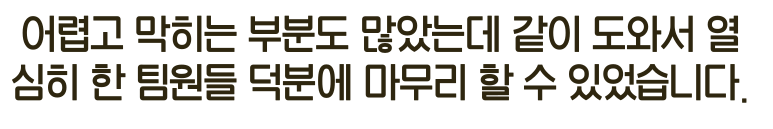 어렵고 막히는 부분도 많았는데 같이 도와서 열
심히 한 팀원들 덕분에 마무리 할 수 있었습니다.